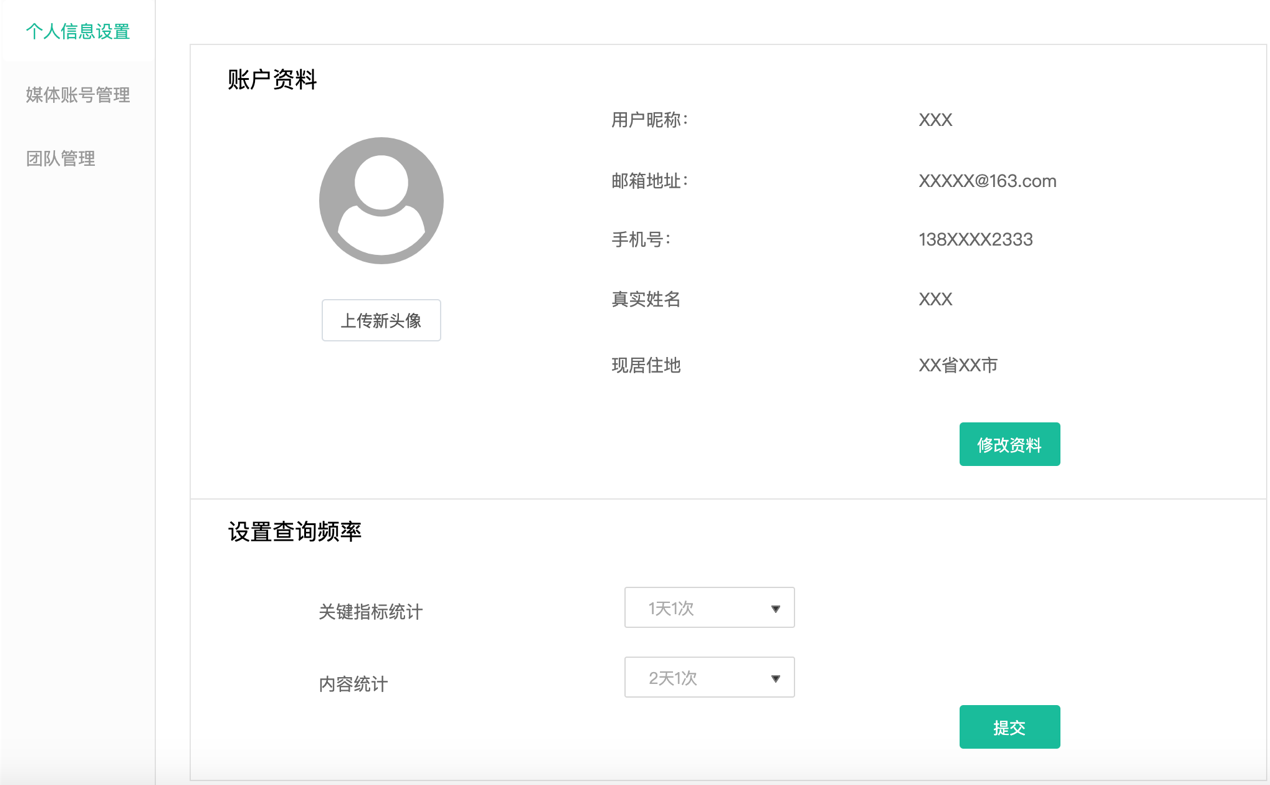 个人信息设置
媒体账号管理
团队管理
账户资料
用户昵称： XXX
邮箱地址： XXXXX@163.com
手机号： 138XXXX2333
真实姓名 XXX
现居住地 XX省XX市
上传新头像
修改资料
设置查询频率
关键指标统计 1天1次
内容统计 2天1次
提交